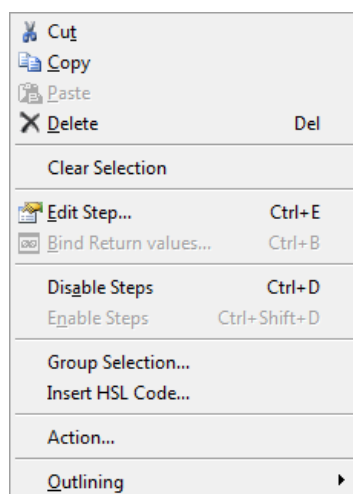 Cut
Copy
Paste
Delete Del
Clear Selection
Edit Step... Ctrl+E
Bind Return values... Ctrl+B
Disable Steps Ctrl+D
Enable Steps Ctrl+Shift+D
Group Selection...
Insert HSL Code...
Action...
Outlining